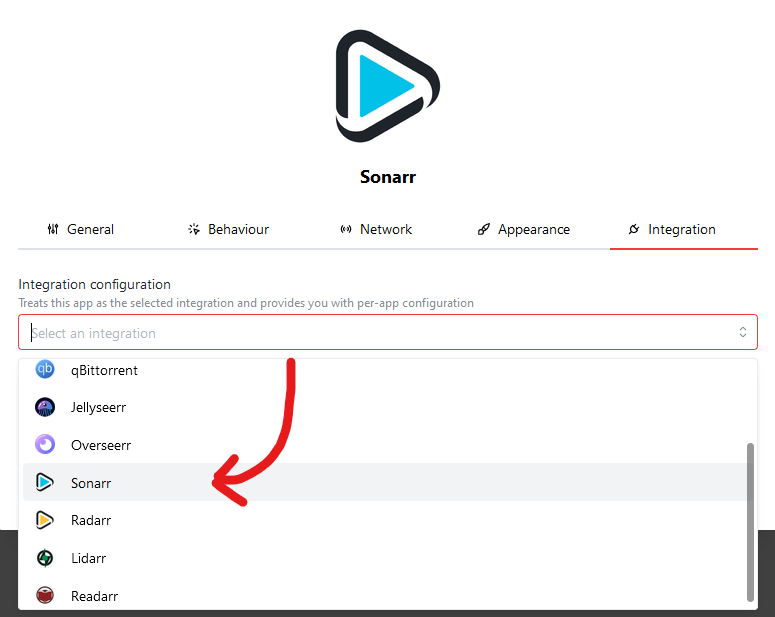 Sonarr
General Behaviour Network Appearance Integration
Integration configuration
Treats this app as the selected integration and provides you with per-app configuration
Select an integration
qb qBittorrent
Jellyseerr
Overseerr
Sonarr
Radarr
Lidarr
Readarr